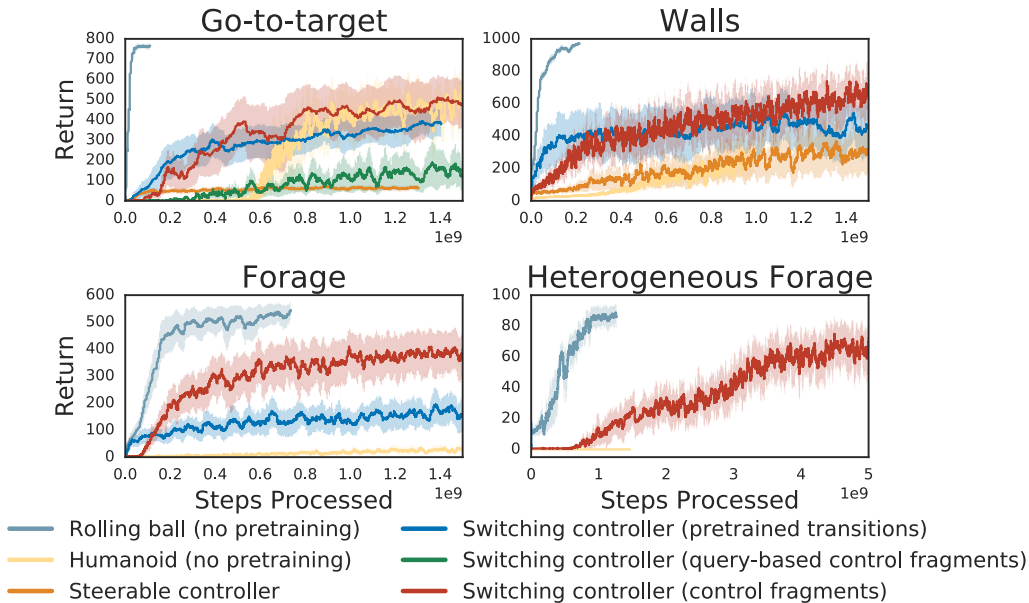 Go-to-target
Walls
800
700
600
500
400
300
200
100
0
Return
0.0 0.2 0.4 0.6 0.8 1.0 1.2 1.4
1e9
1000
800
600
400
200
0
0.0 0.2 0.4 0.6 0.8 1.0 1.2 1.4
1e9
Forage
Heterogeneous Forage
600
500
400
300
200
100
0
Return
0.0 0.2 0.4 0.6 0.8 1.0 1.2 1.4
1e9
Steps Processed
100
80
60
40
20
0
0 1 2 3 4 5
1e9
Steps Processed
Rolling ball (no pretraining)
Humanoid (no pretraining)
Steerable controller
Switching controller (pretrained transitions)
Switching controller (query-based control fragments)
Switching controller (control fragments)